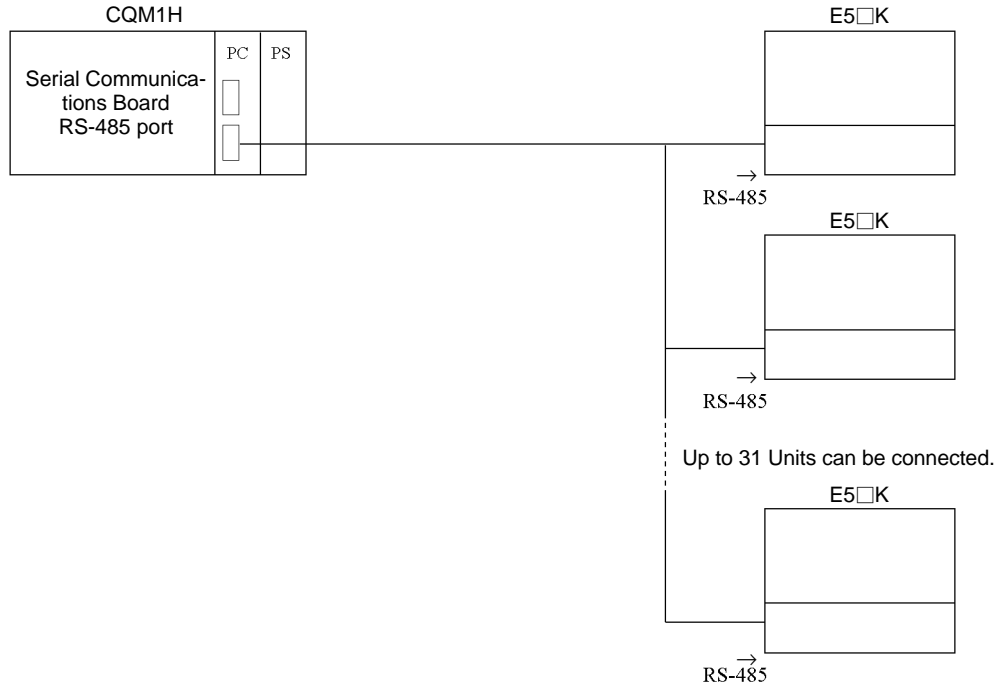 CQM1H
E5□K
PC PS
Serial Communica-
tions Board
RS-485 port
→
RS-485
E5□K
→
RS-485
Up to 31 Units can be connected.
E5□K
→
RS-485